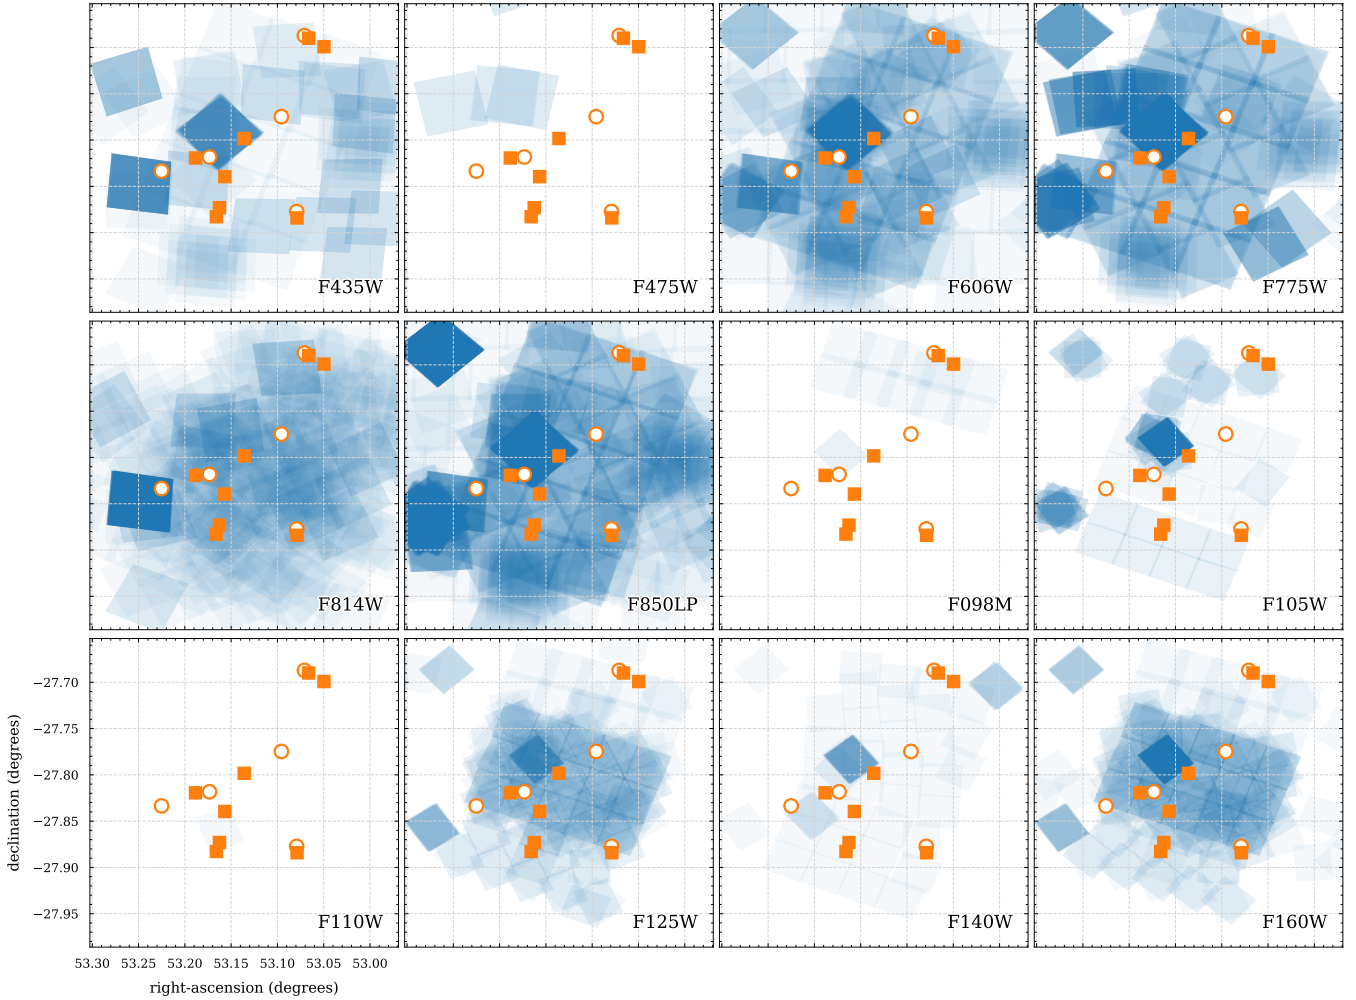 F435W
F475W
F606W
F775W
F814W
F850LP
F098M
F105W
F110W
F125W
F140W
F160W
declination (degrees)
−27.70
−27.75
−27.80
−27.85
−27.90
−27.95
53.30 53.25 53.20 53.15 53.10 53.05 53.00
right-ascension (degrees)